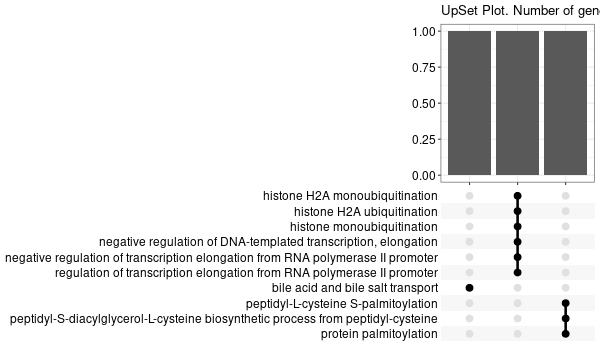 UpSet Plot. Number of gen
1.00
0.75
0.50
0.25
0.00
histone H2A monoubiquitination
histone H2A ubiquitination
histone monoubiquitination
negative regulation of DNA-templated transcription, elongation
negative regulation of transcription elongation from RNA polymerase II promoter
regulation of transcription elongation from RNA polymerase II promoter
bile acid and bile salt transport
peptidyl-L-cysteine S-palmitoylation
peptidyl-S-diacylglycerol-L-cysteine biosynthetic process from peptidyl-cysteine
protein palmitoylation